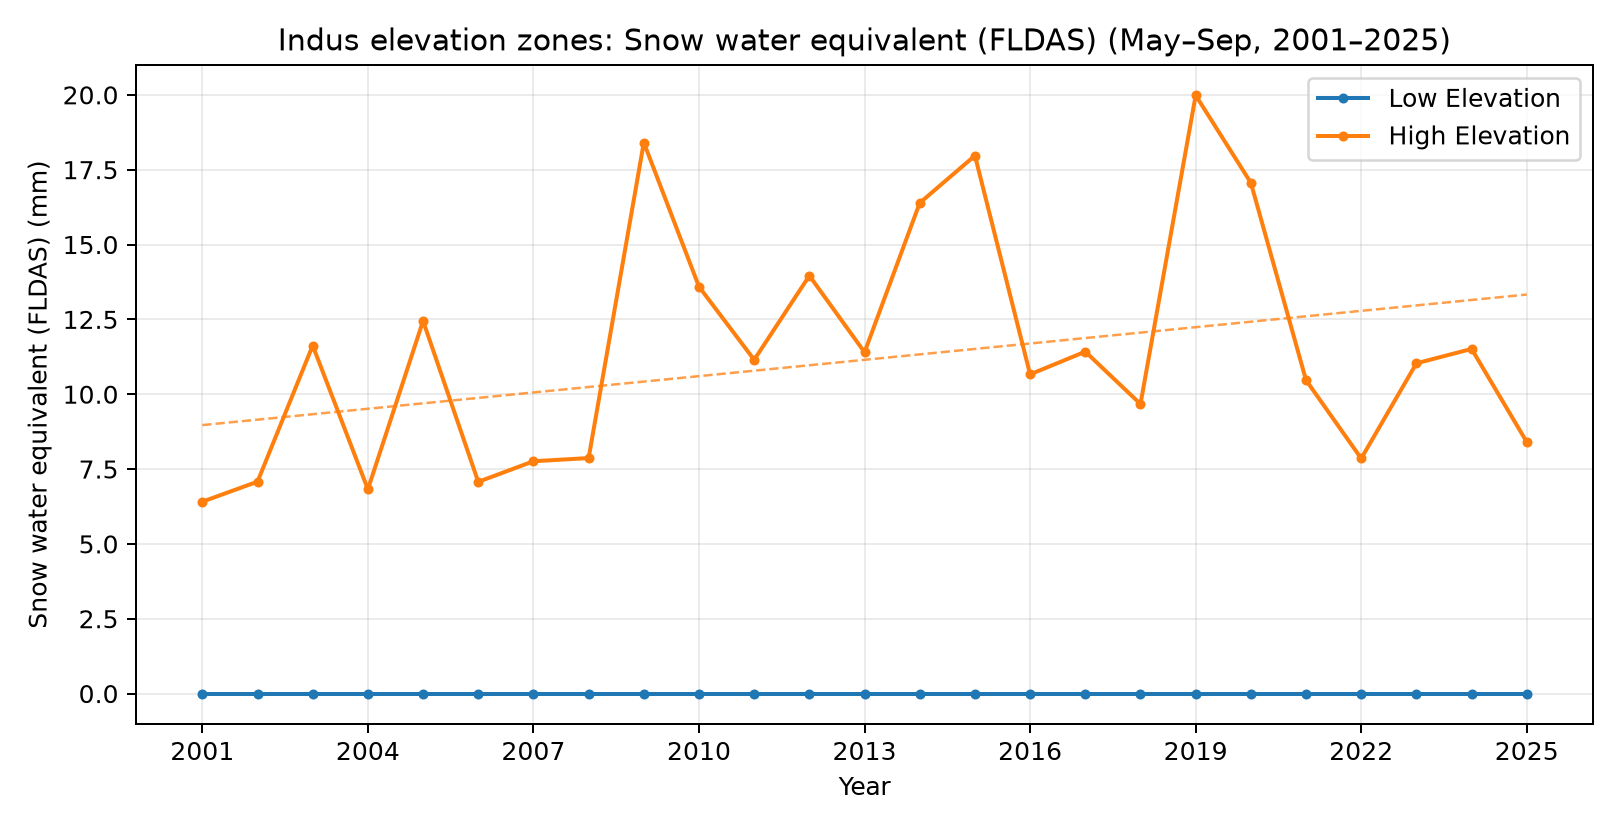 Indus elevation zones: Snow water equivalent (FLDAS) (May–Sep, 2001–2025)
Low Elevation
High Elevation
Snow water equivalent (FLDAS) (mm)
20.0
17.5
15.0
12.5
10.0
7.5
5.0
2.5
0.0
2001 2004 2007 2010 2013 2016 2019 2022 2025
Year